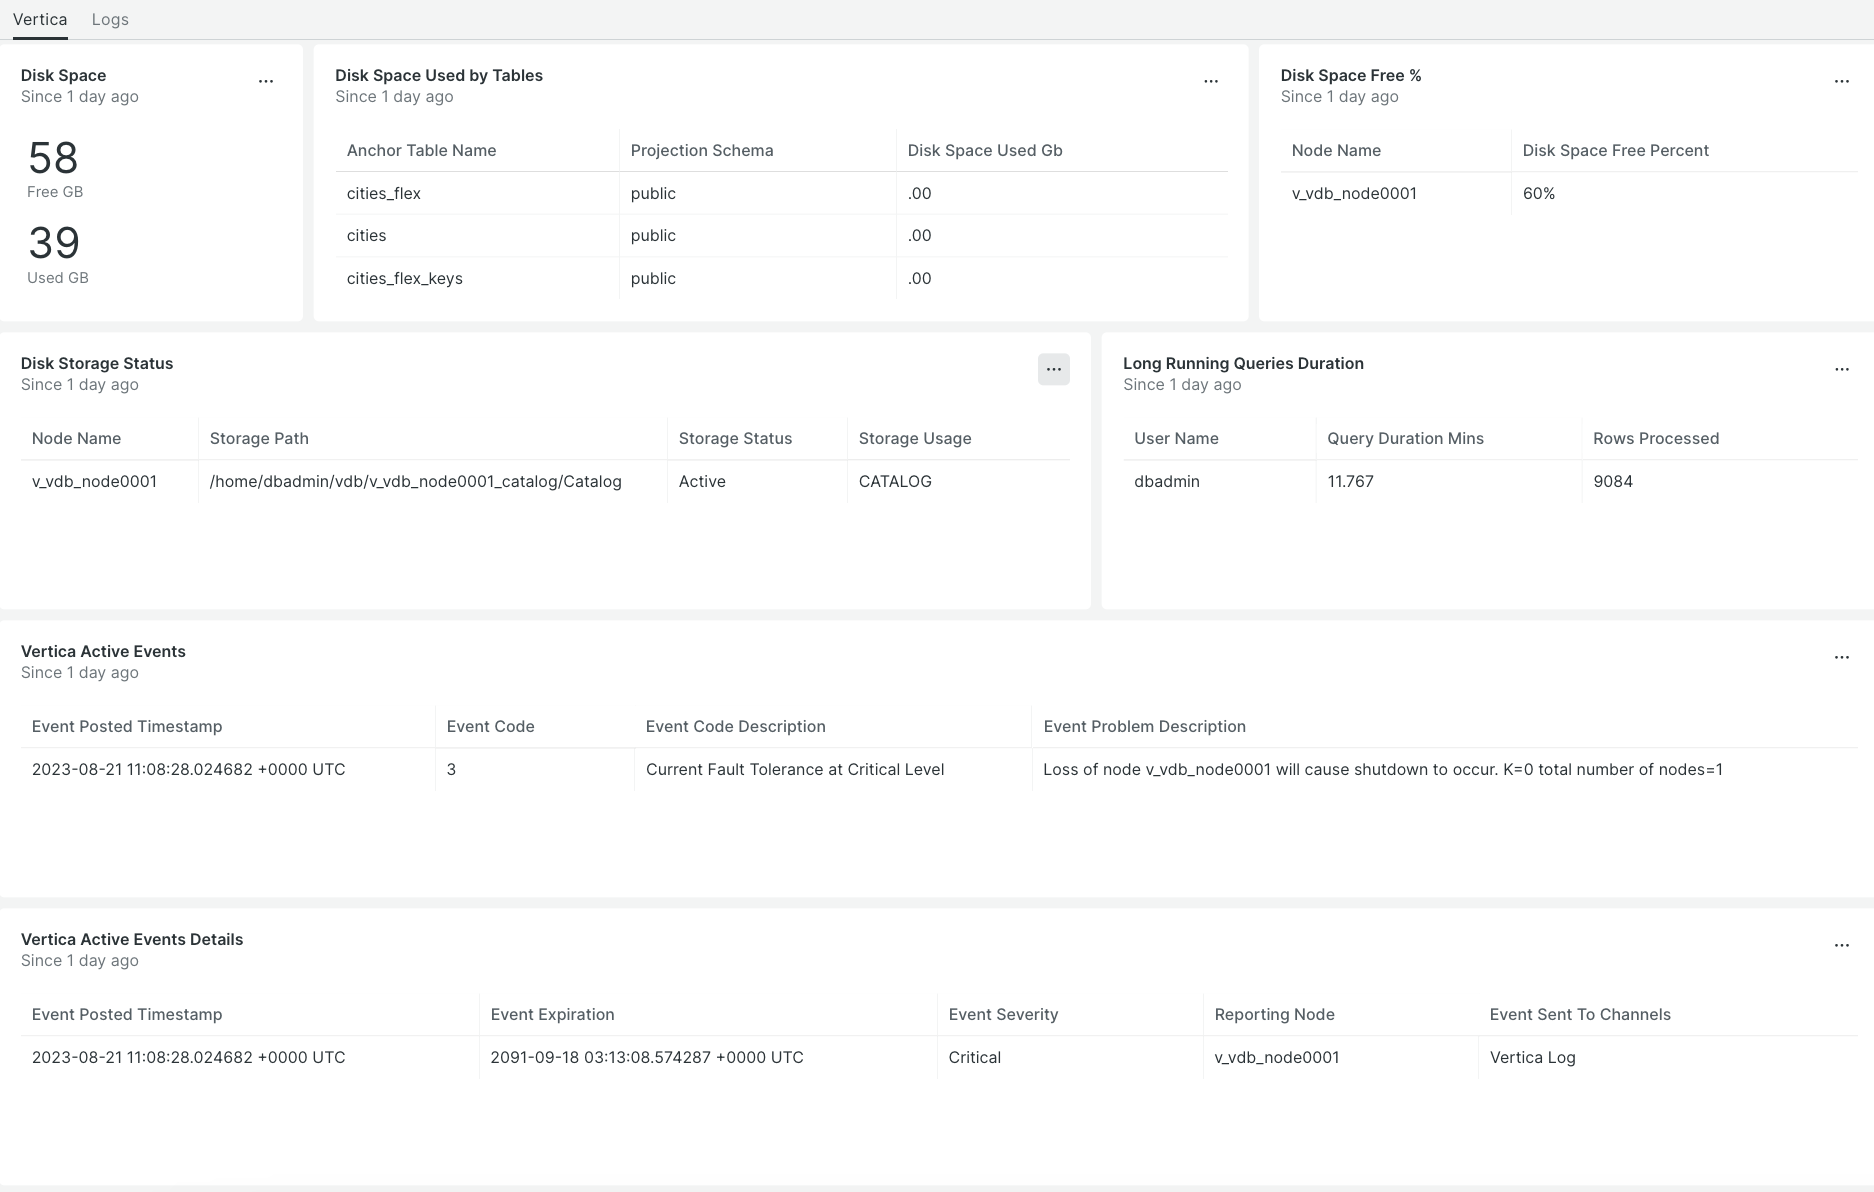 Vertica Logs
Disk Space
Since 1 day ago
...
58
Free GB
39
Used GB
Disk Space Used by Tables
Since 1 day ago
...
Anchor Table Name Projection Schema Disk Space Used Gb
cities_flex public .00
cities public .00
cities_flex_keys public .00
Disk Space Free %
Since 1 day ago
...
Node Name Disk Space Free Percent
v_vdb_node0001 60%
Disk Storage Status
Since 1 day ago
...
Node Name Storage Path Storage Status Storage Usage
v_vdb_node0001 /home/dbadmin/vdb/v_vdb_node0001_catalog/Catalog Active CATALOG
Long Running Queries Duration
Since 1 day ago
...
User Name Query Duration Mins Rows Processed
dbadmin 11.767 9084
Vertica Active Events
Since 1 day ago
...
Event Posted Timestamp Event Code Event Code Description Event Problem Description
2023-08-21 11:08:28.024682 +0000 UTC 3 Current Fault Tolerance at Critical Level Loss of node v_vdb_node0001 will cause shutdown to occur. K=0 total number of nodes=1
Vertica Active Events Details
Since 1 day ago
...
Event Posted Timestamp Event Expiration Event Severity Reporting Node Event Sent To Channels
2023-08-21 11:08:28.024682 +0000 UTC 2091-09-18 03:13:08.574287 +0000 UTC Critical v_vdb_node0001 Vertica Log